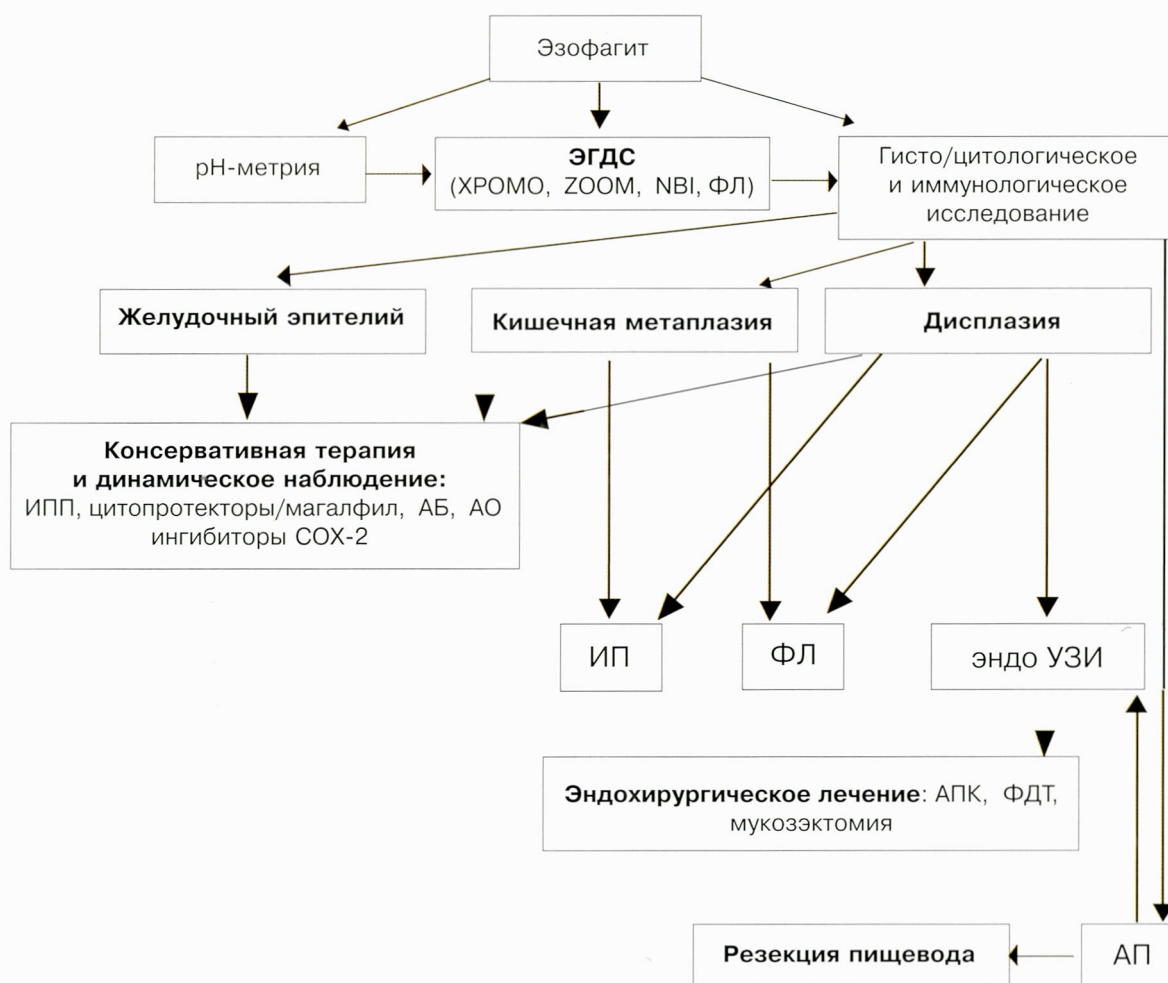 Эзофагит
рН-метрия
ЭГДС
(ХРОМО, ZOOM, NBI, ФЛ)
Гисто/цитологическое
и иммунологическое
исследование
Желудочный эпителий
Кишечная метаплазия
Дисплазия
Консервативная терапия
и динамическое наблюдение:
ИПП, цитопротекторы/магалфил, АБ, АО
ингибиторы СОХ-2
ИП
ФЛ
эндо УЗИ
Эндохирургическое лечение: АПК, ФДТ,
мукозэктомия
Резекция пищевода
АП